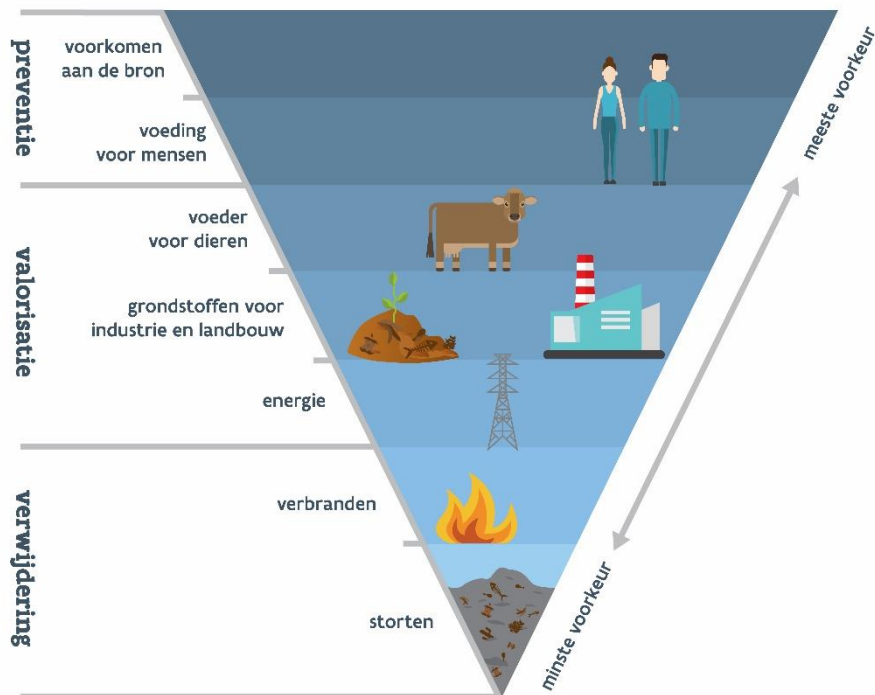 preventie
voorkomen
aan de bron
voeding
voor mensen
valorisatie
voeder
voor dieren
grondstoffen voor
industrie en landbouw
energie
verwijdering
verbranden
storten
meeste voorkeur
minste voorkeur